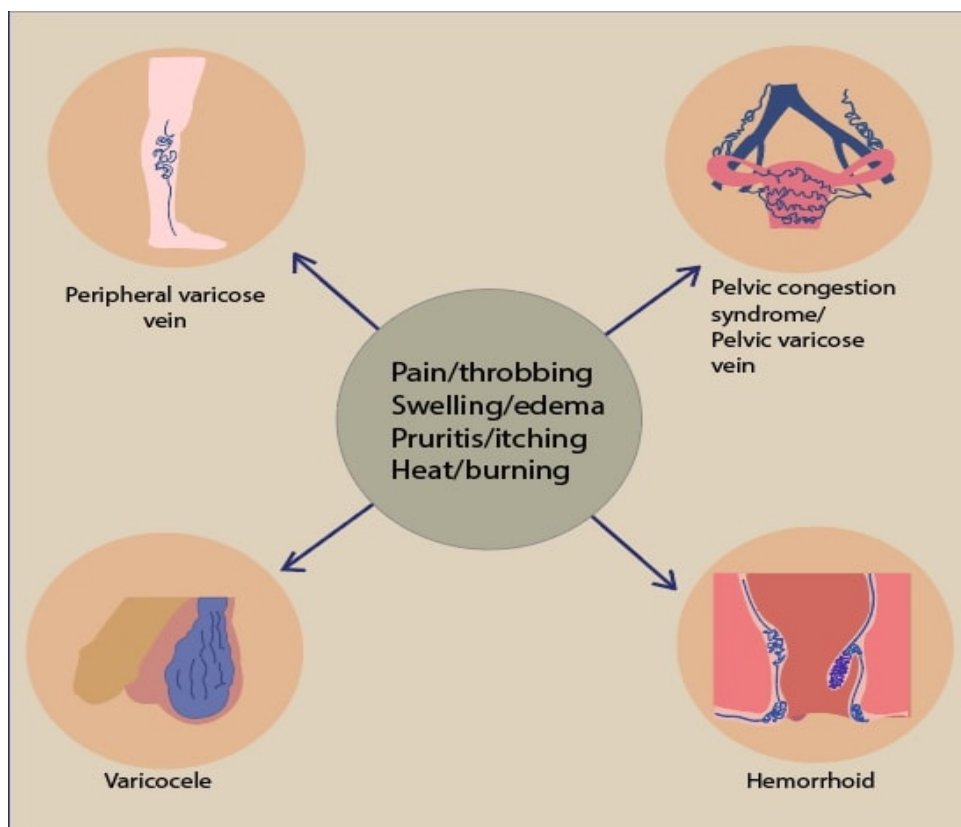 Peripheral varicose
vein
Pelvic congestion
syndrome/
Pelvic varicose
vein
Pain/throbbing
Swelling/edema
Pruritis/itching
Heat/burning
Varicocele
Hemorrhoid